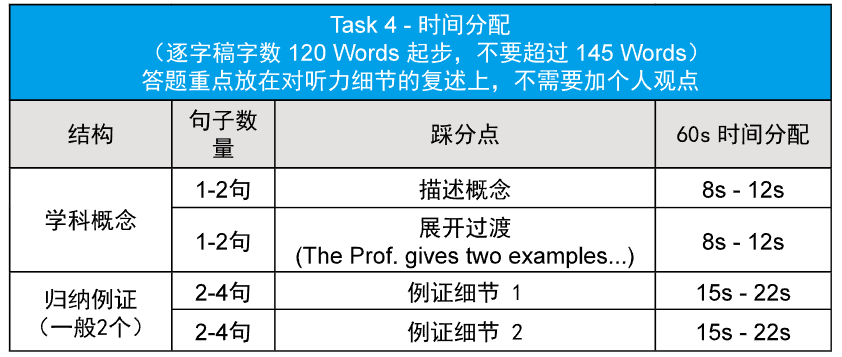 Task 4 - 时间分配
（逐字稿字数 120 Words 起步，不要超过 145 Words）
答题重点放在对听力细节的复述上，不需要加个人观点
结构
句子数
量
踩分点
60s 时间分配
学科概念
1-2句
描述概念
8s - 12s
1-2句
展开过渡
(The Prof. gives two examples...)
8s - 12s
归纳例证
（一般2个）
2-4句
例证细节 1
15s - 22s
2-4句
例证细节 2
15s - 22s